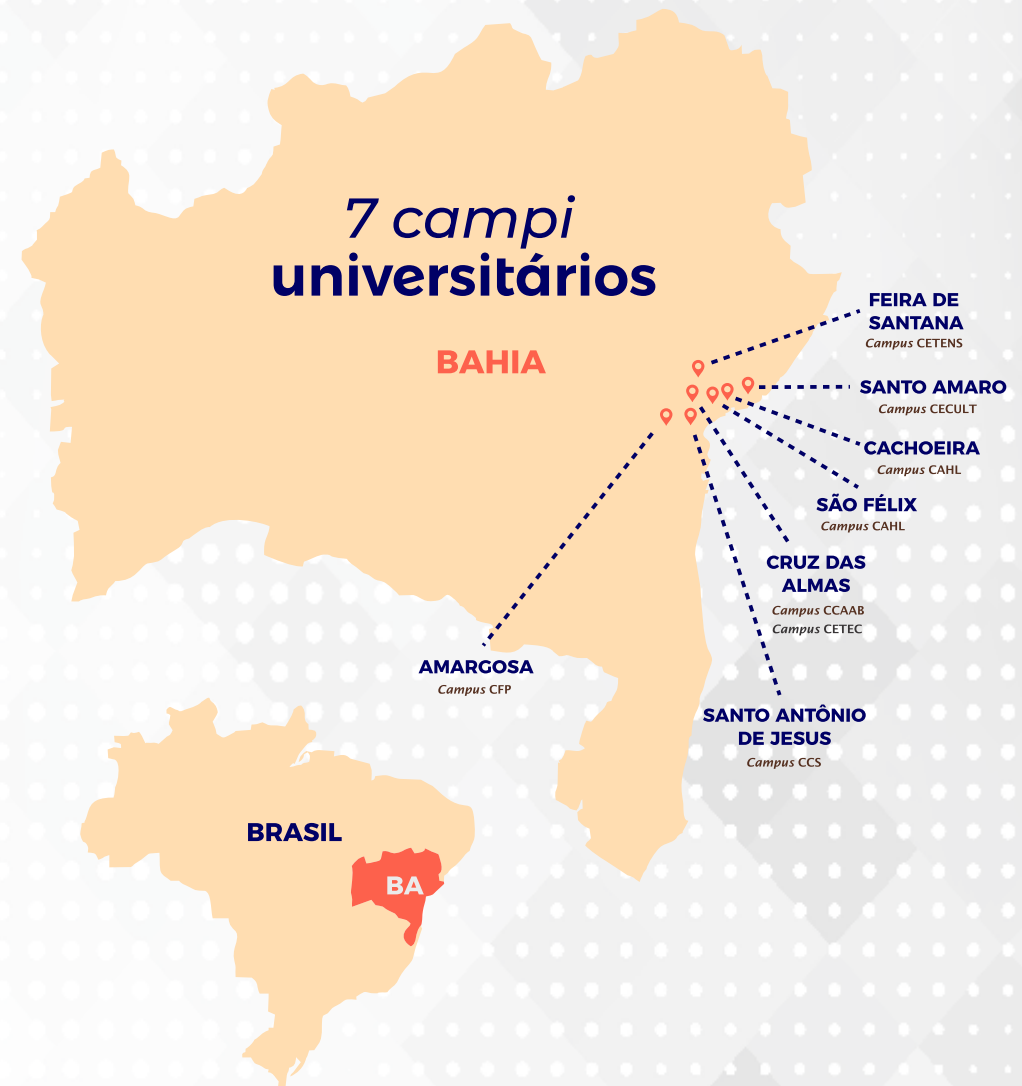 7 campi
universitários
BAHIA
FEIRA DE
SANTANA
Campus CETENS
SANTO AMARO
Campus CECULT
CACHOEIRA
Campus CAHL
SÃO FÉLIX
Campus CAHL
CRUZ DAS
ALMAS
Campus CCAAB
Campus CETEC
AMARGOSA
Campus CFP
SANTO ANTÔNIO
DE JESUS
Campus CCS
BRASIL
BA